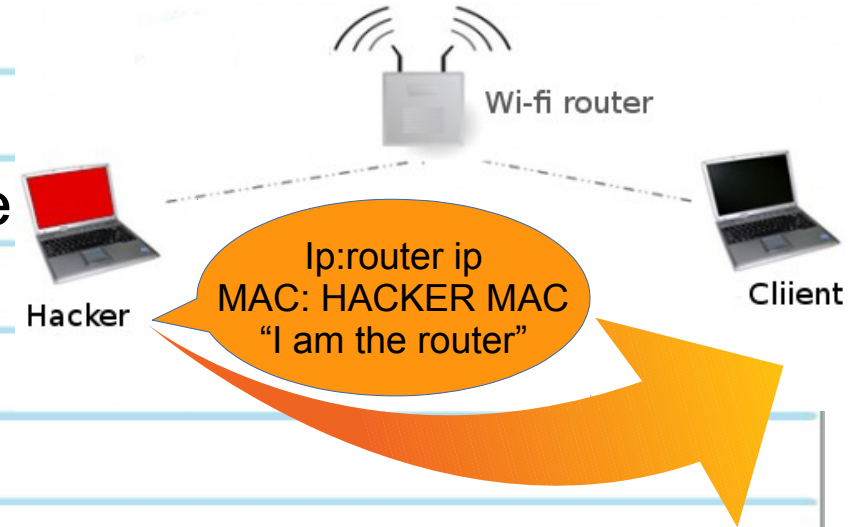 Wi-fi router
e
Ip:router ip
MAC: HACKER MAC
“I am the router”
Hacker
Cliient